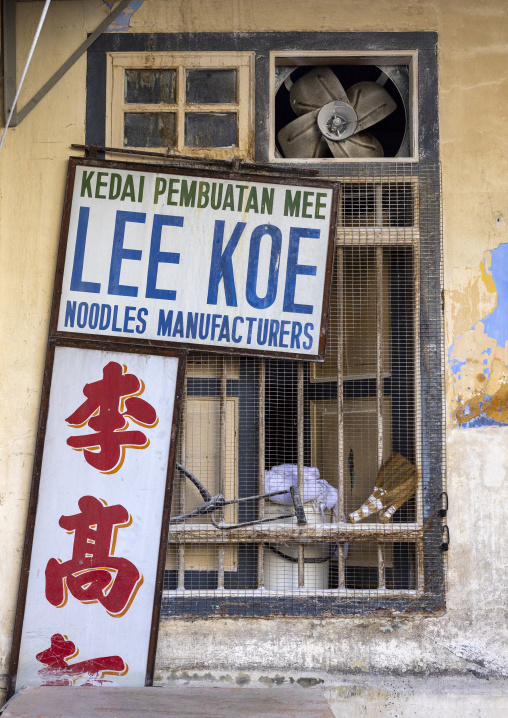 KEDAI PEMBUATAN MEE
LEE KOE
NOODLES MANUFACTURERS
李
高